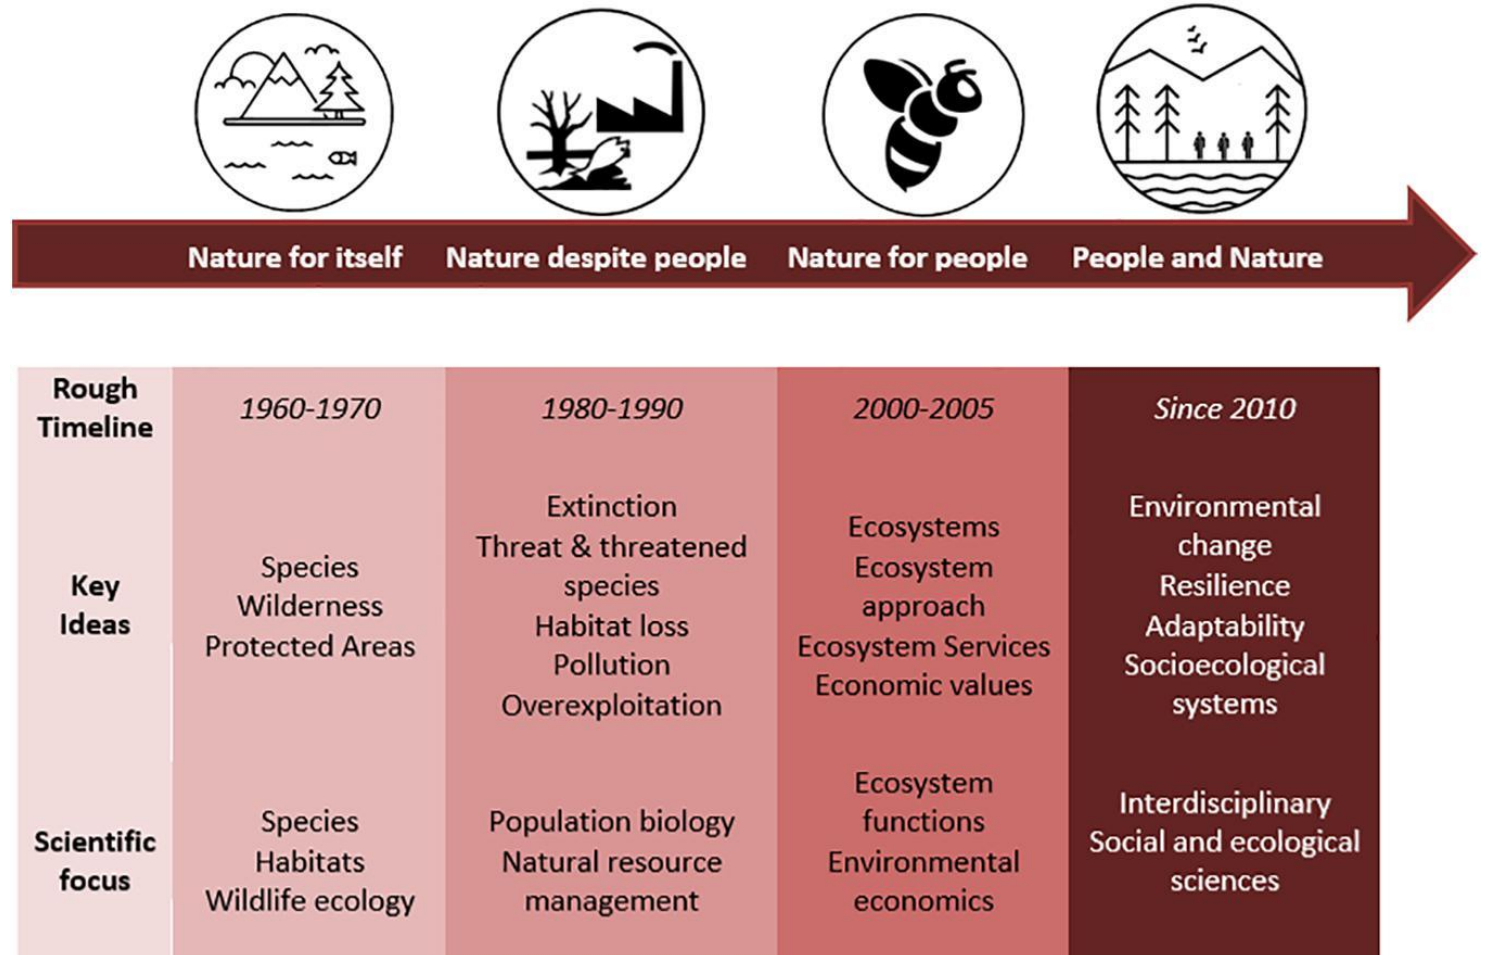 Nature for itself
Nature despite people
Nature for people
People and Nature
Rough
Timeline
1960-1970
1980-1990
2000-2005
Since 2010
Key
Ideas
Species
Wilderness
Protected Areas
Extinction
Threat & threatened
species
Habitat loss
Pollution
Overexploitation
Ecosystems
Ecosystem
approach
Ecosystem Services
Economic values
Environmental
change
Resilience
Adaptability
Socioecological
systems
Scientific
focus
Species
Habitats
Wildlife ecology
Population biology
Natural resource
management
Ecosystem
functions
Environmental
economics
Interdisciplinary
Social and ecological
sciences